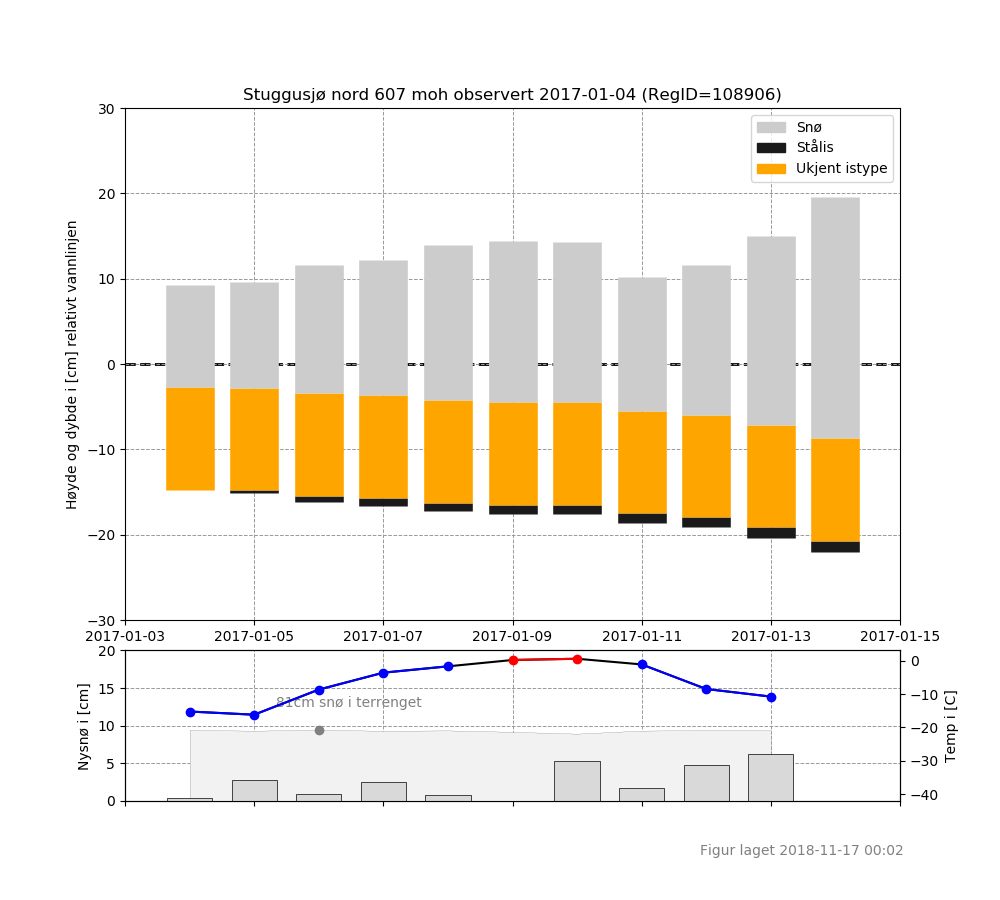 Stuggusjø nord 607 moh observert 2017-01-04 (RegID=108906)
Høyde og dybde i [cm] relativt vannlinjen
30
20
10
0
−10
−20
−30
Snø
Stålis
Ukjent istype
2017-01-03 2017-01-05 2017-01-07 2017-01-09 2017-01-11 2017-01-13 2017-01-15
Nysnø i [cm]
20
15
10
5
0
81cm snø i terrenget
0
−10
−20
−30
−40
Temp i [C]
Figur laget 2018-11-17 00:02